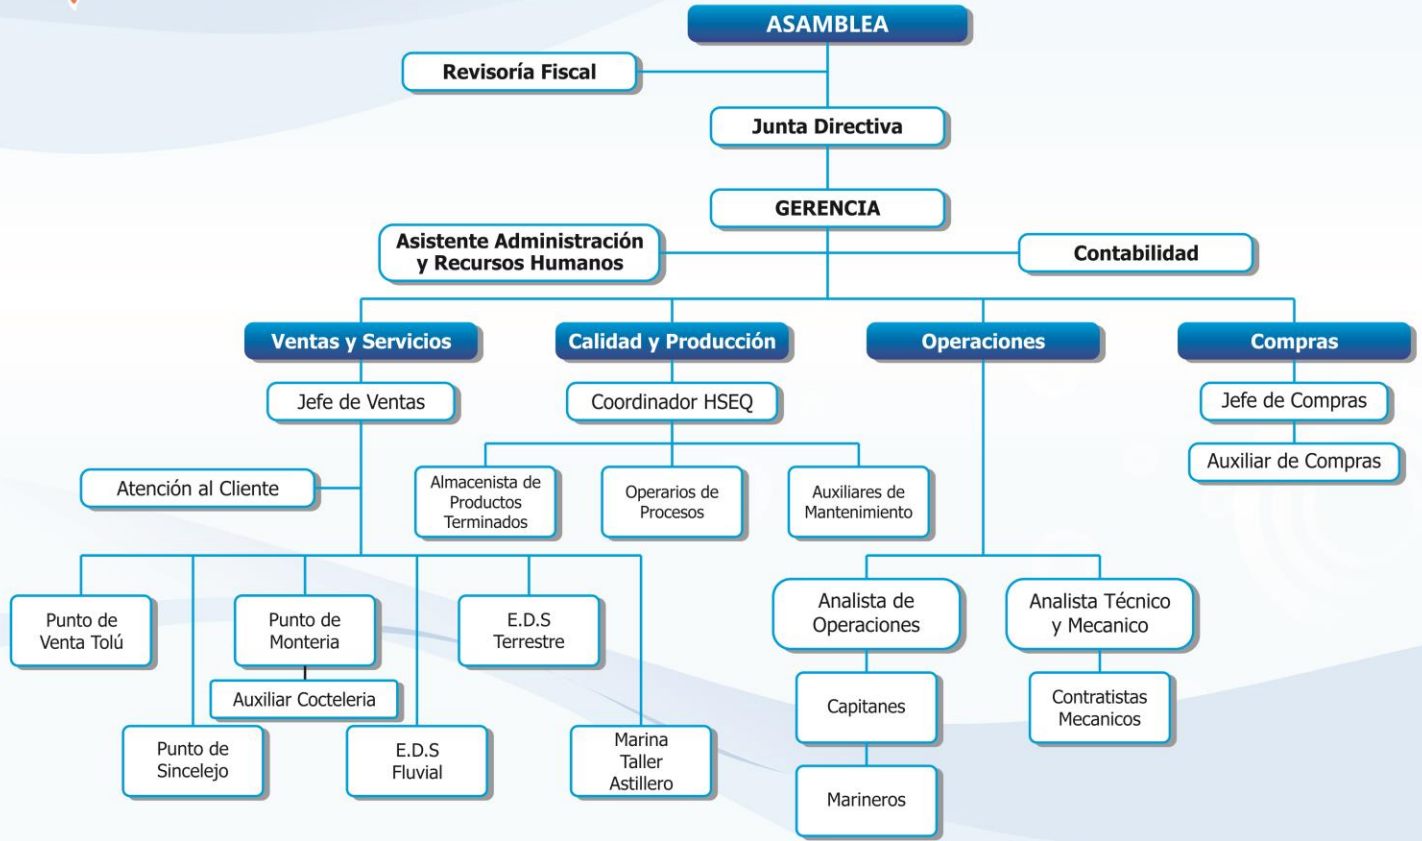 ASAMBLEA
Revisoría Fiscal
Junta Directiva
GERENCIA
Asistente Administración
y Recursos Humanos
Contabilidad
Ventas y Servicios
Calidad y Producción
Operaciones
Compras
Jefe de Ventas
Coordinador HSEQ
Jefe de Compras
Auxiliar de Compras
Atención al Cliente
Almacenista de
Productos
Terminados
Operarios de
Procesos
Auxiliares de
Mantenimiento
Punto de
Venta Tolú
Punto de
Monteria
E.D.S
Terrestre
Analista de
Operaciones
Analista Técnico
y Mecanico
Auxiliar Cocteleria
Capitanes
Contratistas
Mecanicos
Punto de
Sincelejo
E.D.S
Fluvial
Marina
Taller
Astillero
Marineros